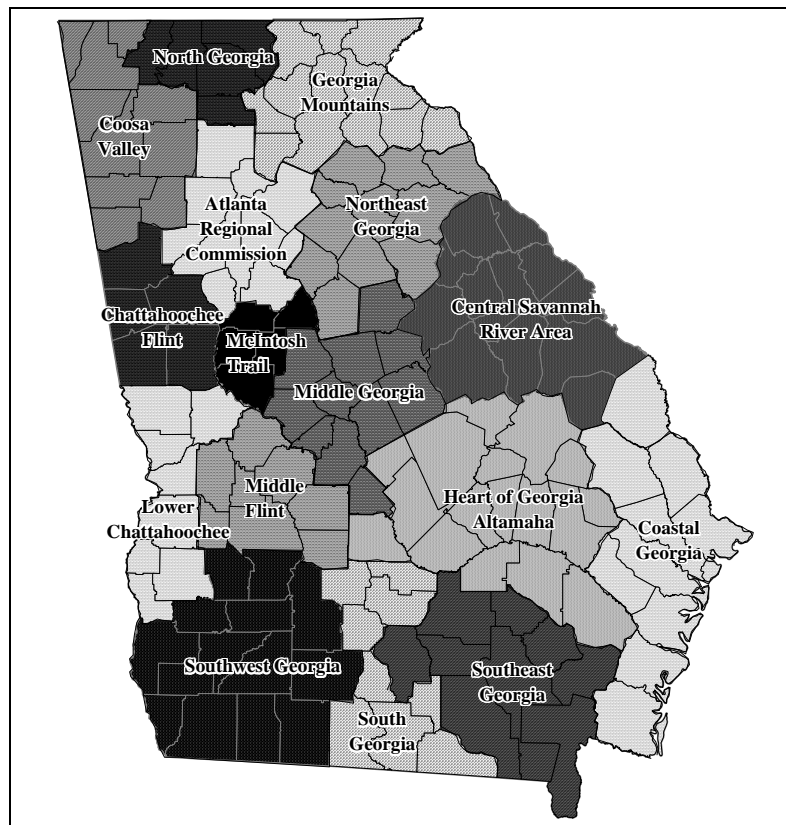 North Georgia
Georgia
Mountains
Coosa
Valley
Atlanta
Regional
Commission
Northeast
Georgia
Central Savannah
River Area
Chattahoochee
Flint
McIntosh
Trail
Middle Georgia
Middle
Flint
Heart of Georgia
Altamaha
Lower
Chattahoochee
Coastal
Georgia
Southwest Georgia
Southeast
Georgia
South
Georgia